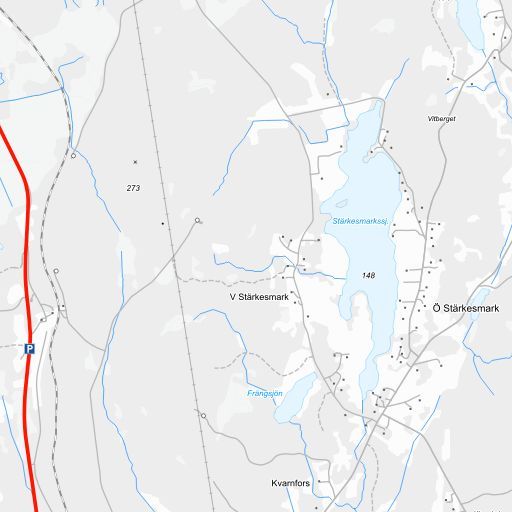 Vitberget
273
Stärkesmarkssj.
148
V Stärkesmark
Ö Stärkesmark
P
Frängsjön
Kvarnfors